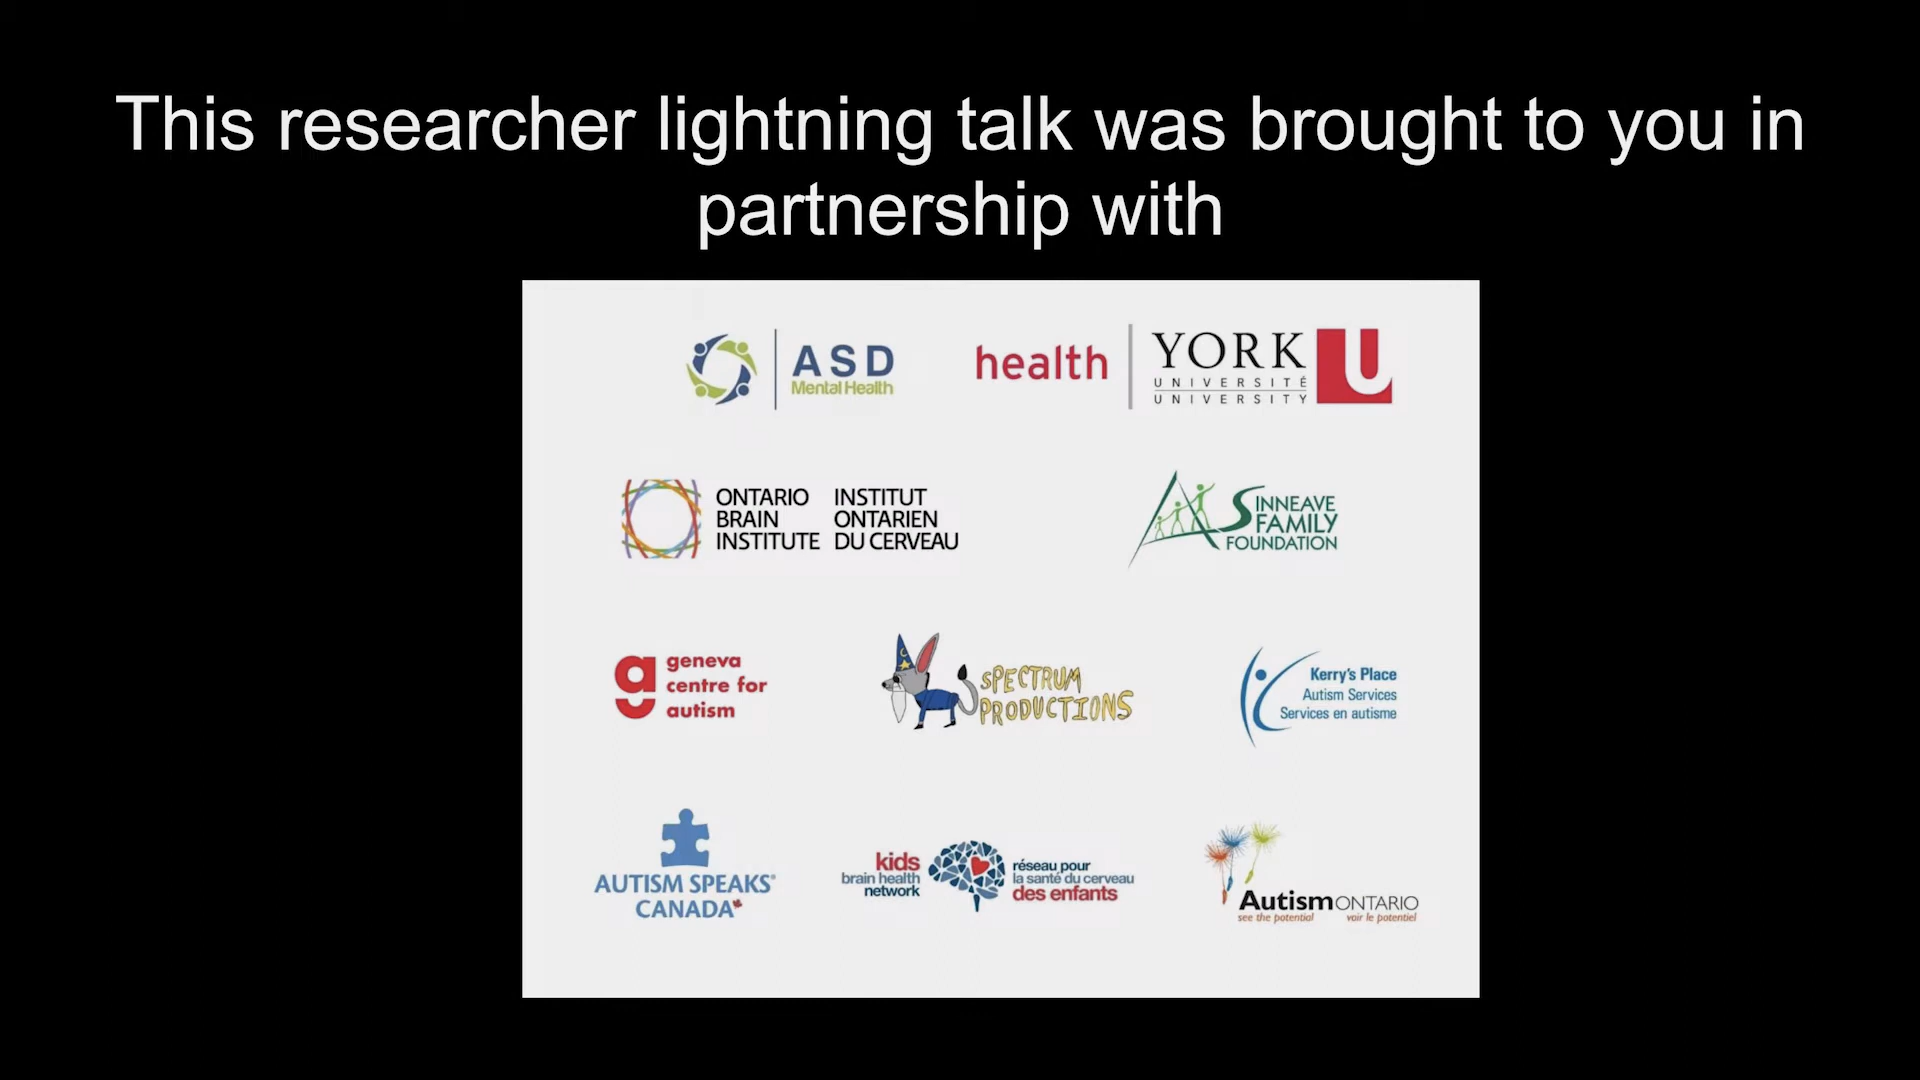 This researcher lightning talk was brought to you in
partnership with
ASD
Mental Health
health
YORK
UNIVERSITÉ
UNIVERSITY
U
ONTARIO
BRAIN
INSTITUTE
INSTITUT
ONTARIEN
DU CERVEAU
SINNEAVE
FAMILY
FOUNDATION
g
geneva
centre for
autism
SPECTRUM
PRODUCTIONS
Kerry's Place
Autism Services
Services en autisme
AUTISM SPEAKS®
CANADA
kids
brain health
network
réseau pour
la santé du cerveau
des enfants
Autism ONTARIO
see the potential voir le potentiel